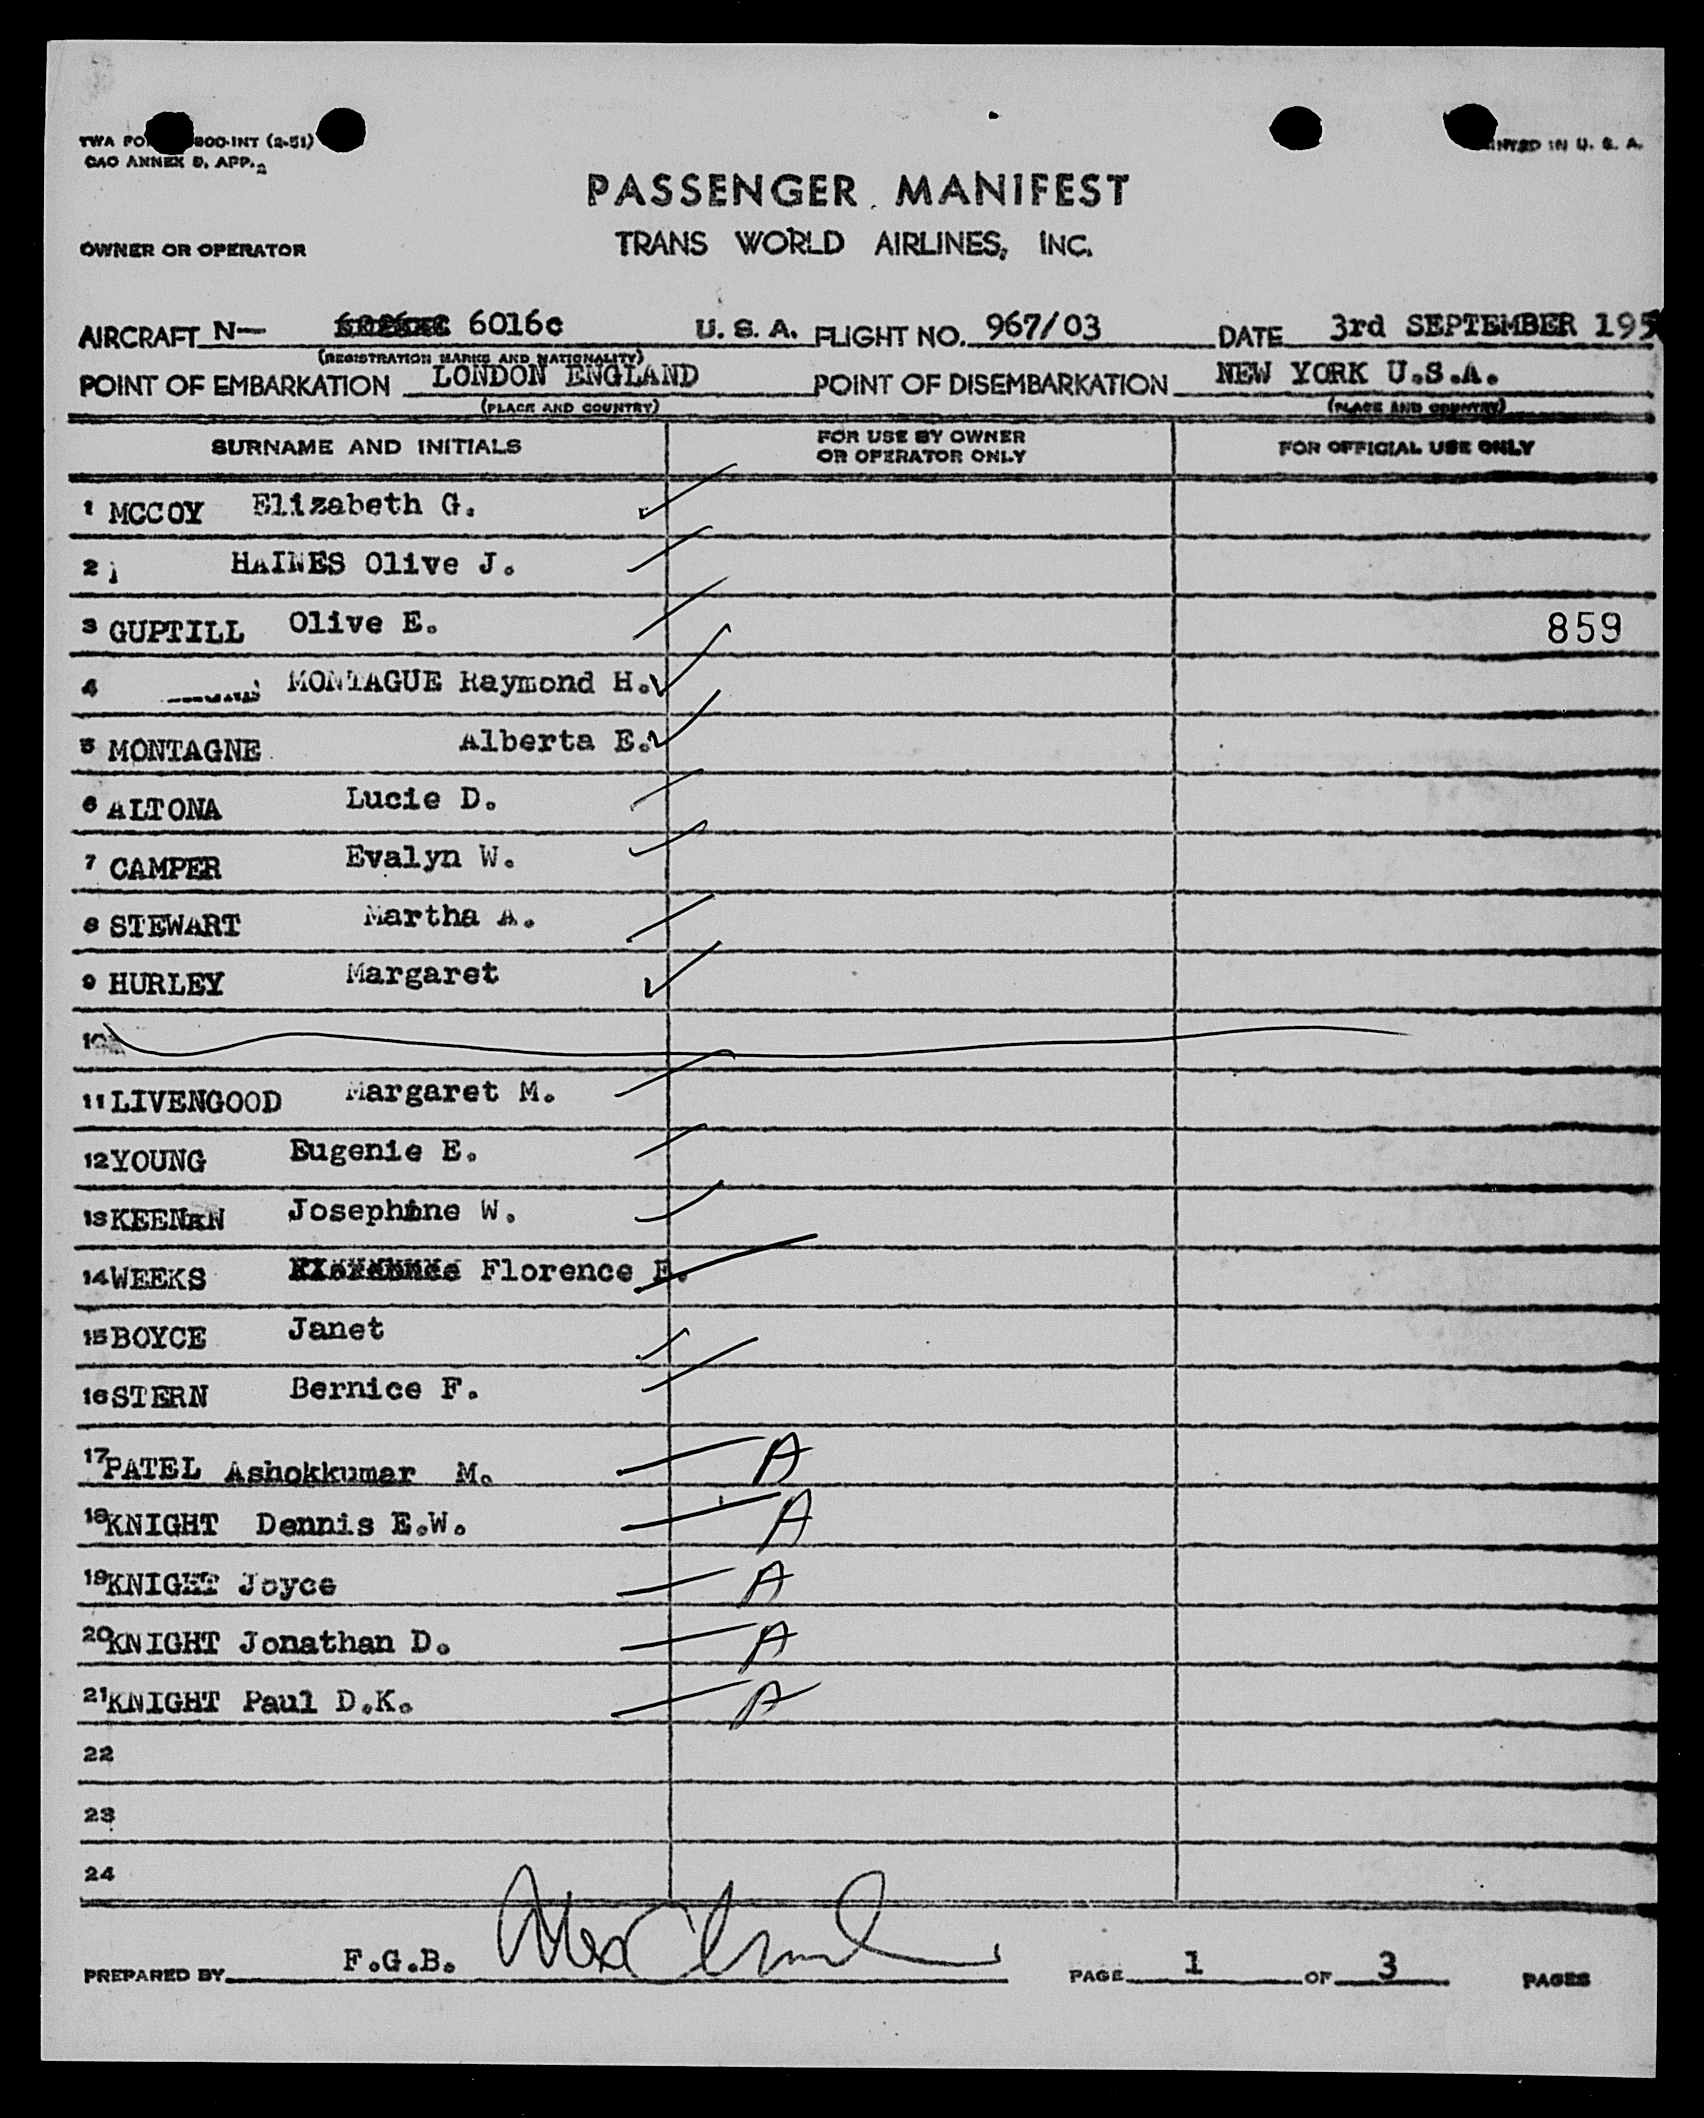 TWA FO 800-INT (2-51)
CAO ANNEX 9, APP. 2
INTED IN U. S. A.
PASSENGER MANIFEST
OWNER OR OPERATOR TRANS WORLD AIRLINES, INC.
AIRCRAFT N- 6016c U. S. A. FLIGHT NO. 967/03 DATE 3rd SEPTEMBER 195
(REGISTRATION MARKS AND NATIONALITY)
POINT OF EMBARKATION LONDON ENGLAND POINT OF DISEMBARKATION NEW YORK U.S.A.
(PLACE AND COUNTRY) (PLACE AND COUNTRY)
SURNAME AND INITIALS FOR USE BY OWNER OR OPERATOR ONLY FOR OFFICIAL USE ONLY
1 MCCOY Elizabeth G.
2 HAINES Olive J.
3 GUPTILL Olive E. 859
4 MONTAGUE Raymond H.
5 MONTAGNE Alberta E.
6 ALTONA Lucie D.
7 CAMPER Evalyn W.
8 STEWART Martha A.
9 HURLEY Margaret
10
11 LIVENGOOD Margaret M.
12 YOUNG Eugenie E.
13 KEENAN Josephine W.
14 WEEKS Florence E.
15 BOYCE Janet
16 STERN Bernice F.
17 PATEL Ashokkumar M. A
18 KNIGHT Dennis E.W. A
19 KNIGHT Joyce A
20 KNIGHT Jonathan D. A
21 KNIGHT Paul D.K. A
22
23
24
PREPARED BY F.G.B. PAGE 1 OF 3 PAGES